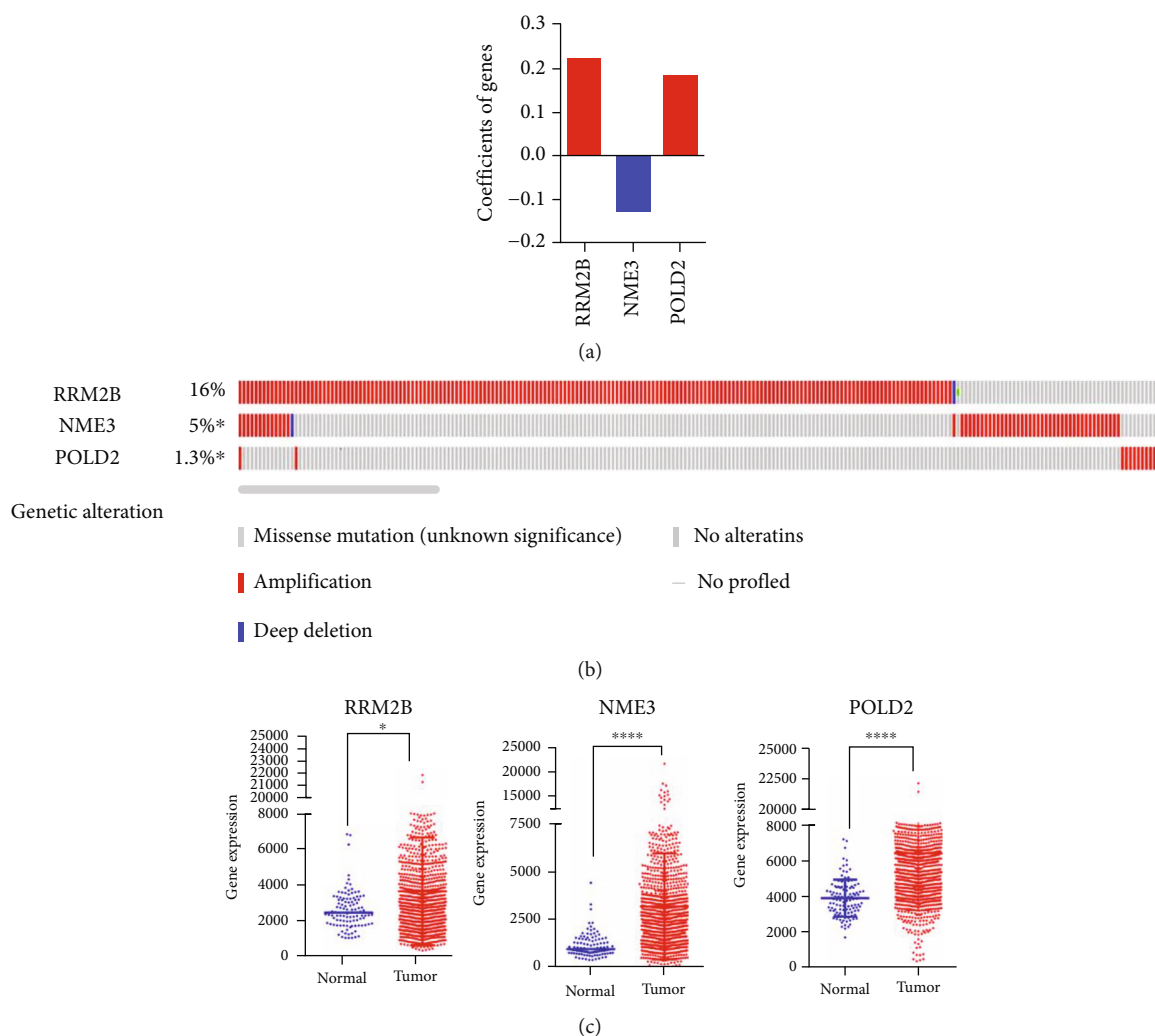 0.3
0.2
0.1
0.0
−0.1
−0.2
Coefficients of genes
RRM2B
NME3
POLD2
(a)
RRM2B 16%
NME3 5%*
POLD2 1.3%*
Genetic alteration
Missense mutation (unknown significance) No alteratins
Amplification – No profled
Deep deletion
(b)
RRM2B
*
25000
24000
23000
22000
21000
20000
8000
6000
4000
2000
0
Gene expression
Normal Tumor
NME3
****
25000
20000
15000
7500
5000
2500
0
Gene expression
Normal Tumor
POLD2
****
25000
22500
20000
8000
6000
4000
2000
0
Gene expression
Normal Tumor
(c)